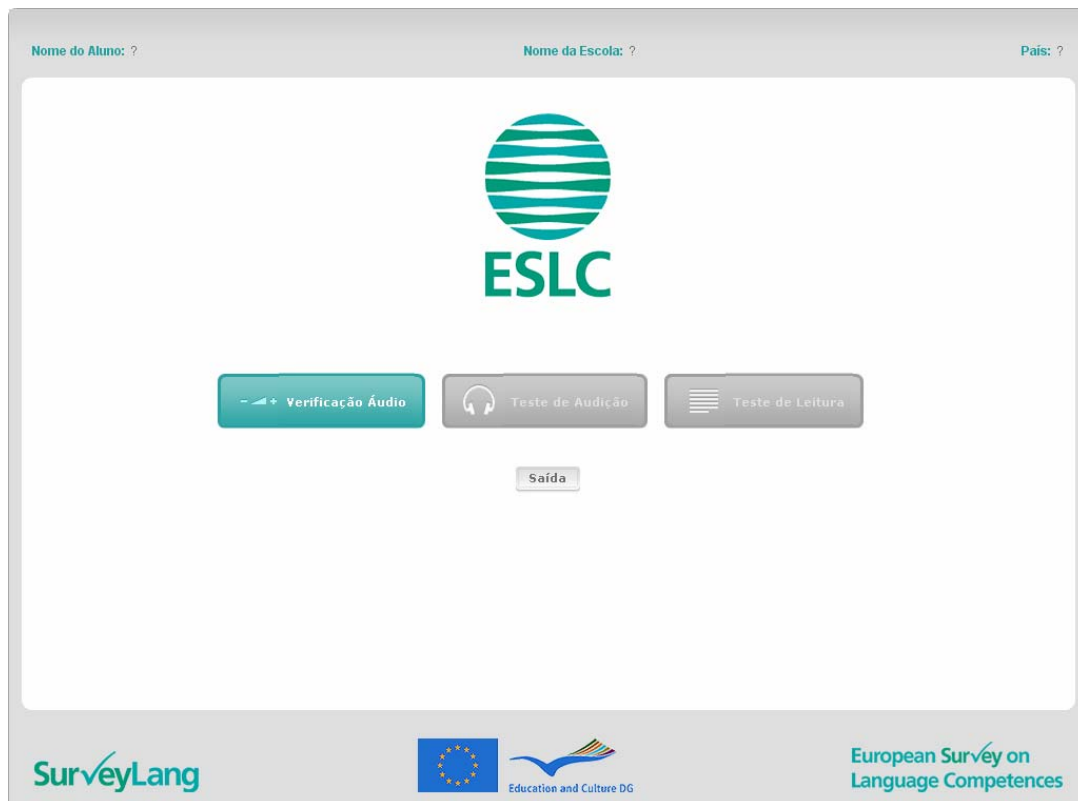 Nome do Aluno: ? Nome da Escola: ? País: ?
ESLC
- + Verificação Áudio Teste de Audição Teste de Leitura
Saída
SurveyLang
Education and Culture DG
European Survey on
Language Competences